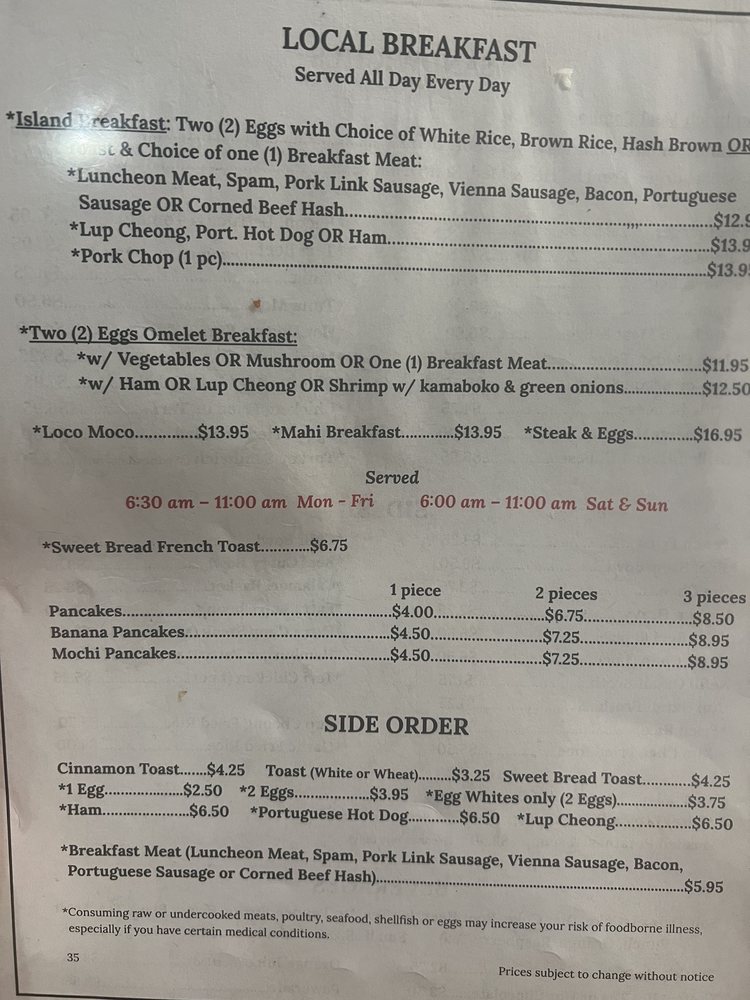 LOCAL BREAKFAST
Served All Day Every Day
*Island Breakfast: Two (2) Eggs with Choice of White Rice, Brown Rice, Hash Brown OR
& Choice of one (1) Breakfast Meat:
*Luncheon Meat, Spam, Pork Link Sausage, Vienna Sausage, Bacon, Portuguese
Sausage OR Corned Beef Hash..........$12.9
*Lup Cheong, Port. Hot Dog OR Ham..........$13.9
*Pork Chop (1 pc)..........$13.9
*Two (2) Eggs Omelet Breakfast:
*w/ Vegetables OR Mushroom OR One (1) Breakfast Meat..........$11.95
*w/ Ham OR Lup Cheong OR Shrimp w/ kamaboko & green onions..........$12.50
*Loco Moco..........$13.95 *Mahi Breakfast..........$13.95 *Steak & Eggs..........$16.95
Served
6:30 am – 11:00 am Mon - Fri 6:00 am – 11:00 am Sat & Sun
*Sweet Bread French Toast..........$6.75
1 piece 2 pieces 3 pieces
Pancakes..........$4.00..........$6.75..........$8.50
Banana Pancakes..........$4.50..........$7.25..........$8.95
Mochi Pancakes..........$4.50..........$7.25..........$8.95
SIDE ORDER
Cinnamon Toast.......$4.25 Toast (White or Wheat).........$3.25 Sweet Bread Toast..........$4.25
*1 Egg..........$2.50 *2 Eggs..........$3.95 *Egg Whites only (2 Eggs)..........$3.75
*Ham..........$6.50 *Portuguese Hot Dog..........$6.50 *Lup Cheong..........$6.50
*Breakfast Meat (Luncheon Meat, Spam, Pork Link Sausage, Vienna Sausage, Bacon,
Portuguese Sausage or Corned Beef Hash)..........$5.95
*Consuming raw or undercooked meats, poultry, seafood, shellfish or eggs may increase your risk of foodborne illness,
especially if you have certain medical conditions.
35
Prices subject to change without notice